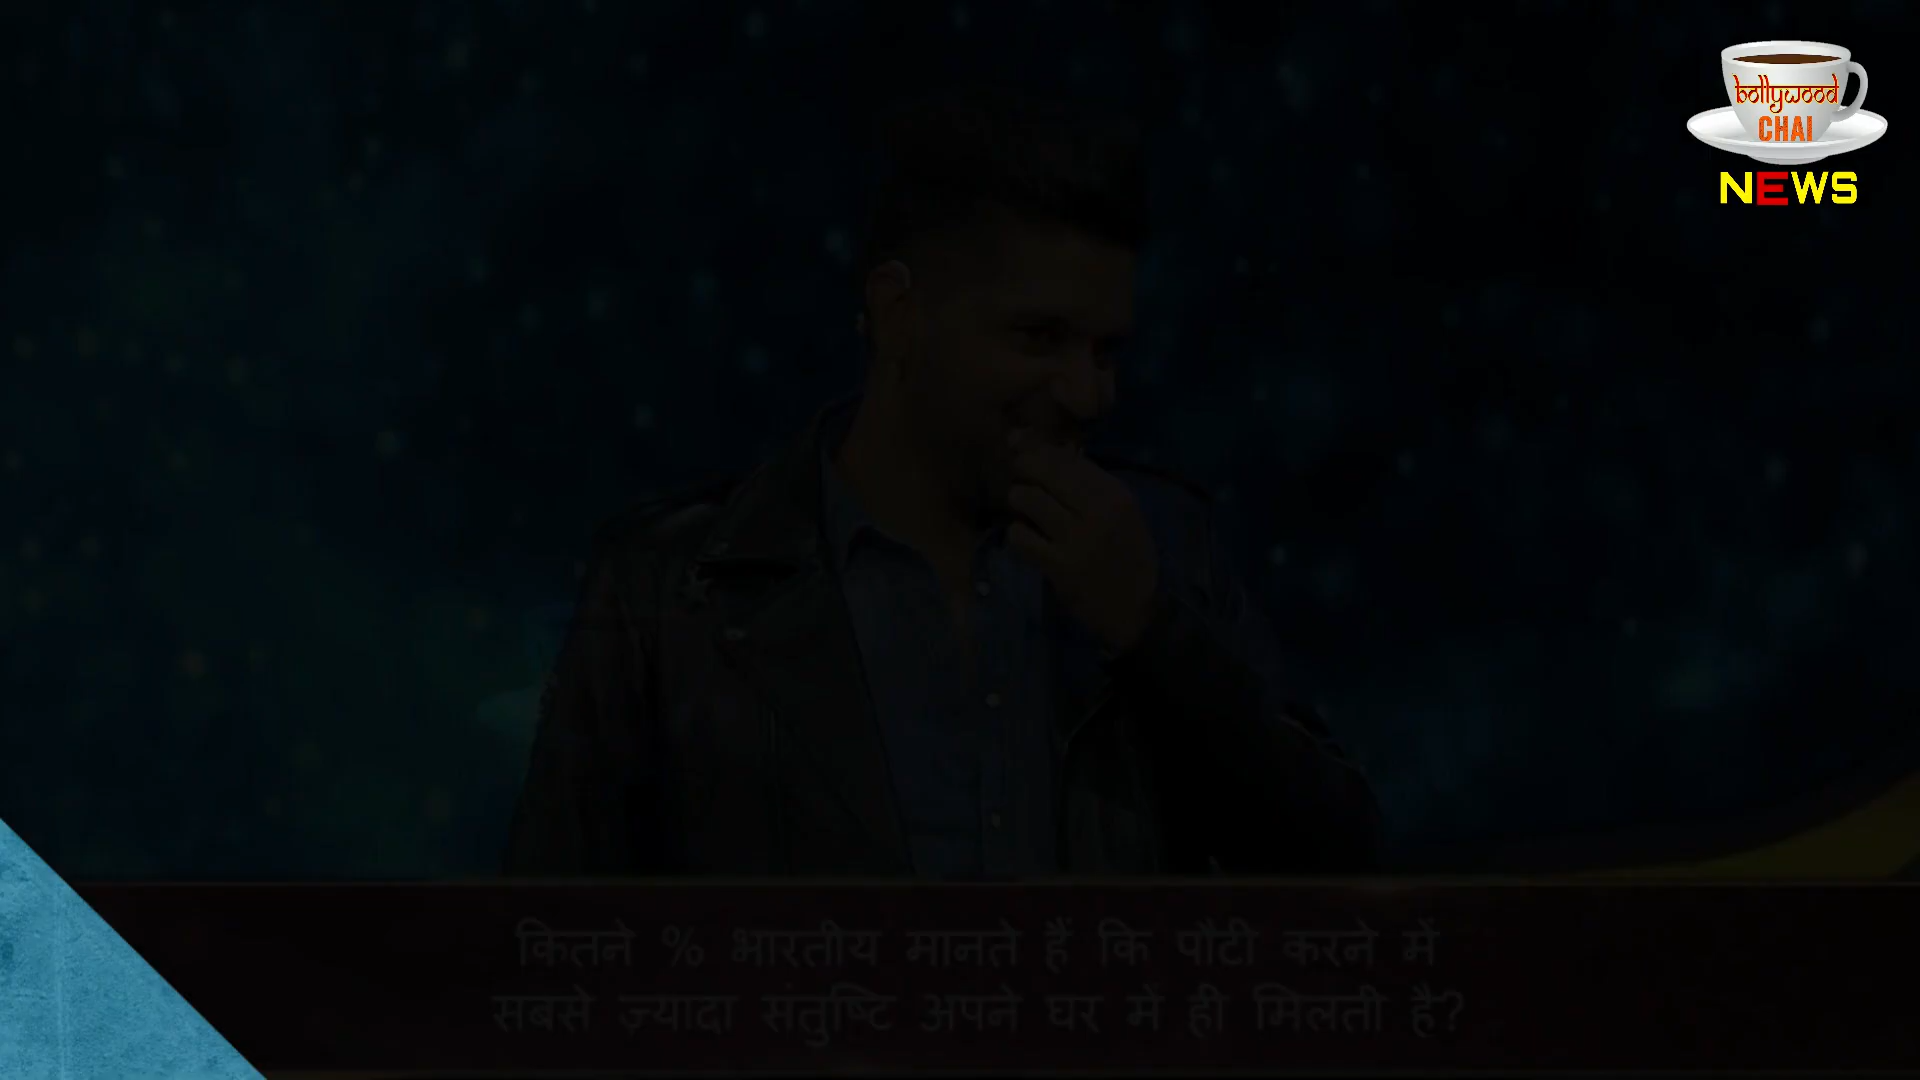 bollywood
CHAI
NEWS
कितने % भारतीय मानते हैं कि पौटी करने में
सबसे ज़्यादा संतुष्टि अपने घर में ही मिलती है?